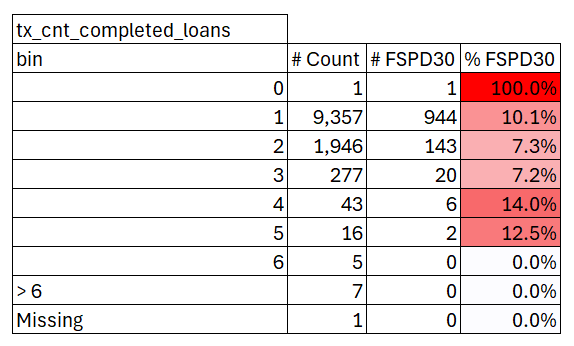 tx_cnt_completed_loans
bin # Count # FSPD30 % FSPD30
0 1 1 100.0%
1 9,357 944 10.1%
2 1,946 143 7.3%
3 277 20 7.2%
4 43 6 14.0%
5 16 2 12.5%
6 5 0 0.0%
> 6 7 0 0.0%
Missing 1 0 0.0%